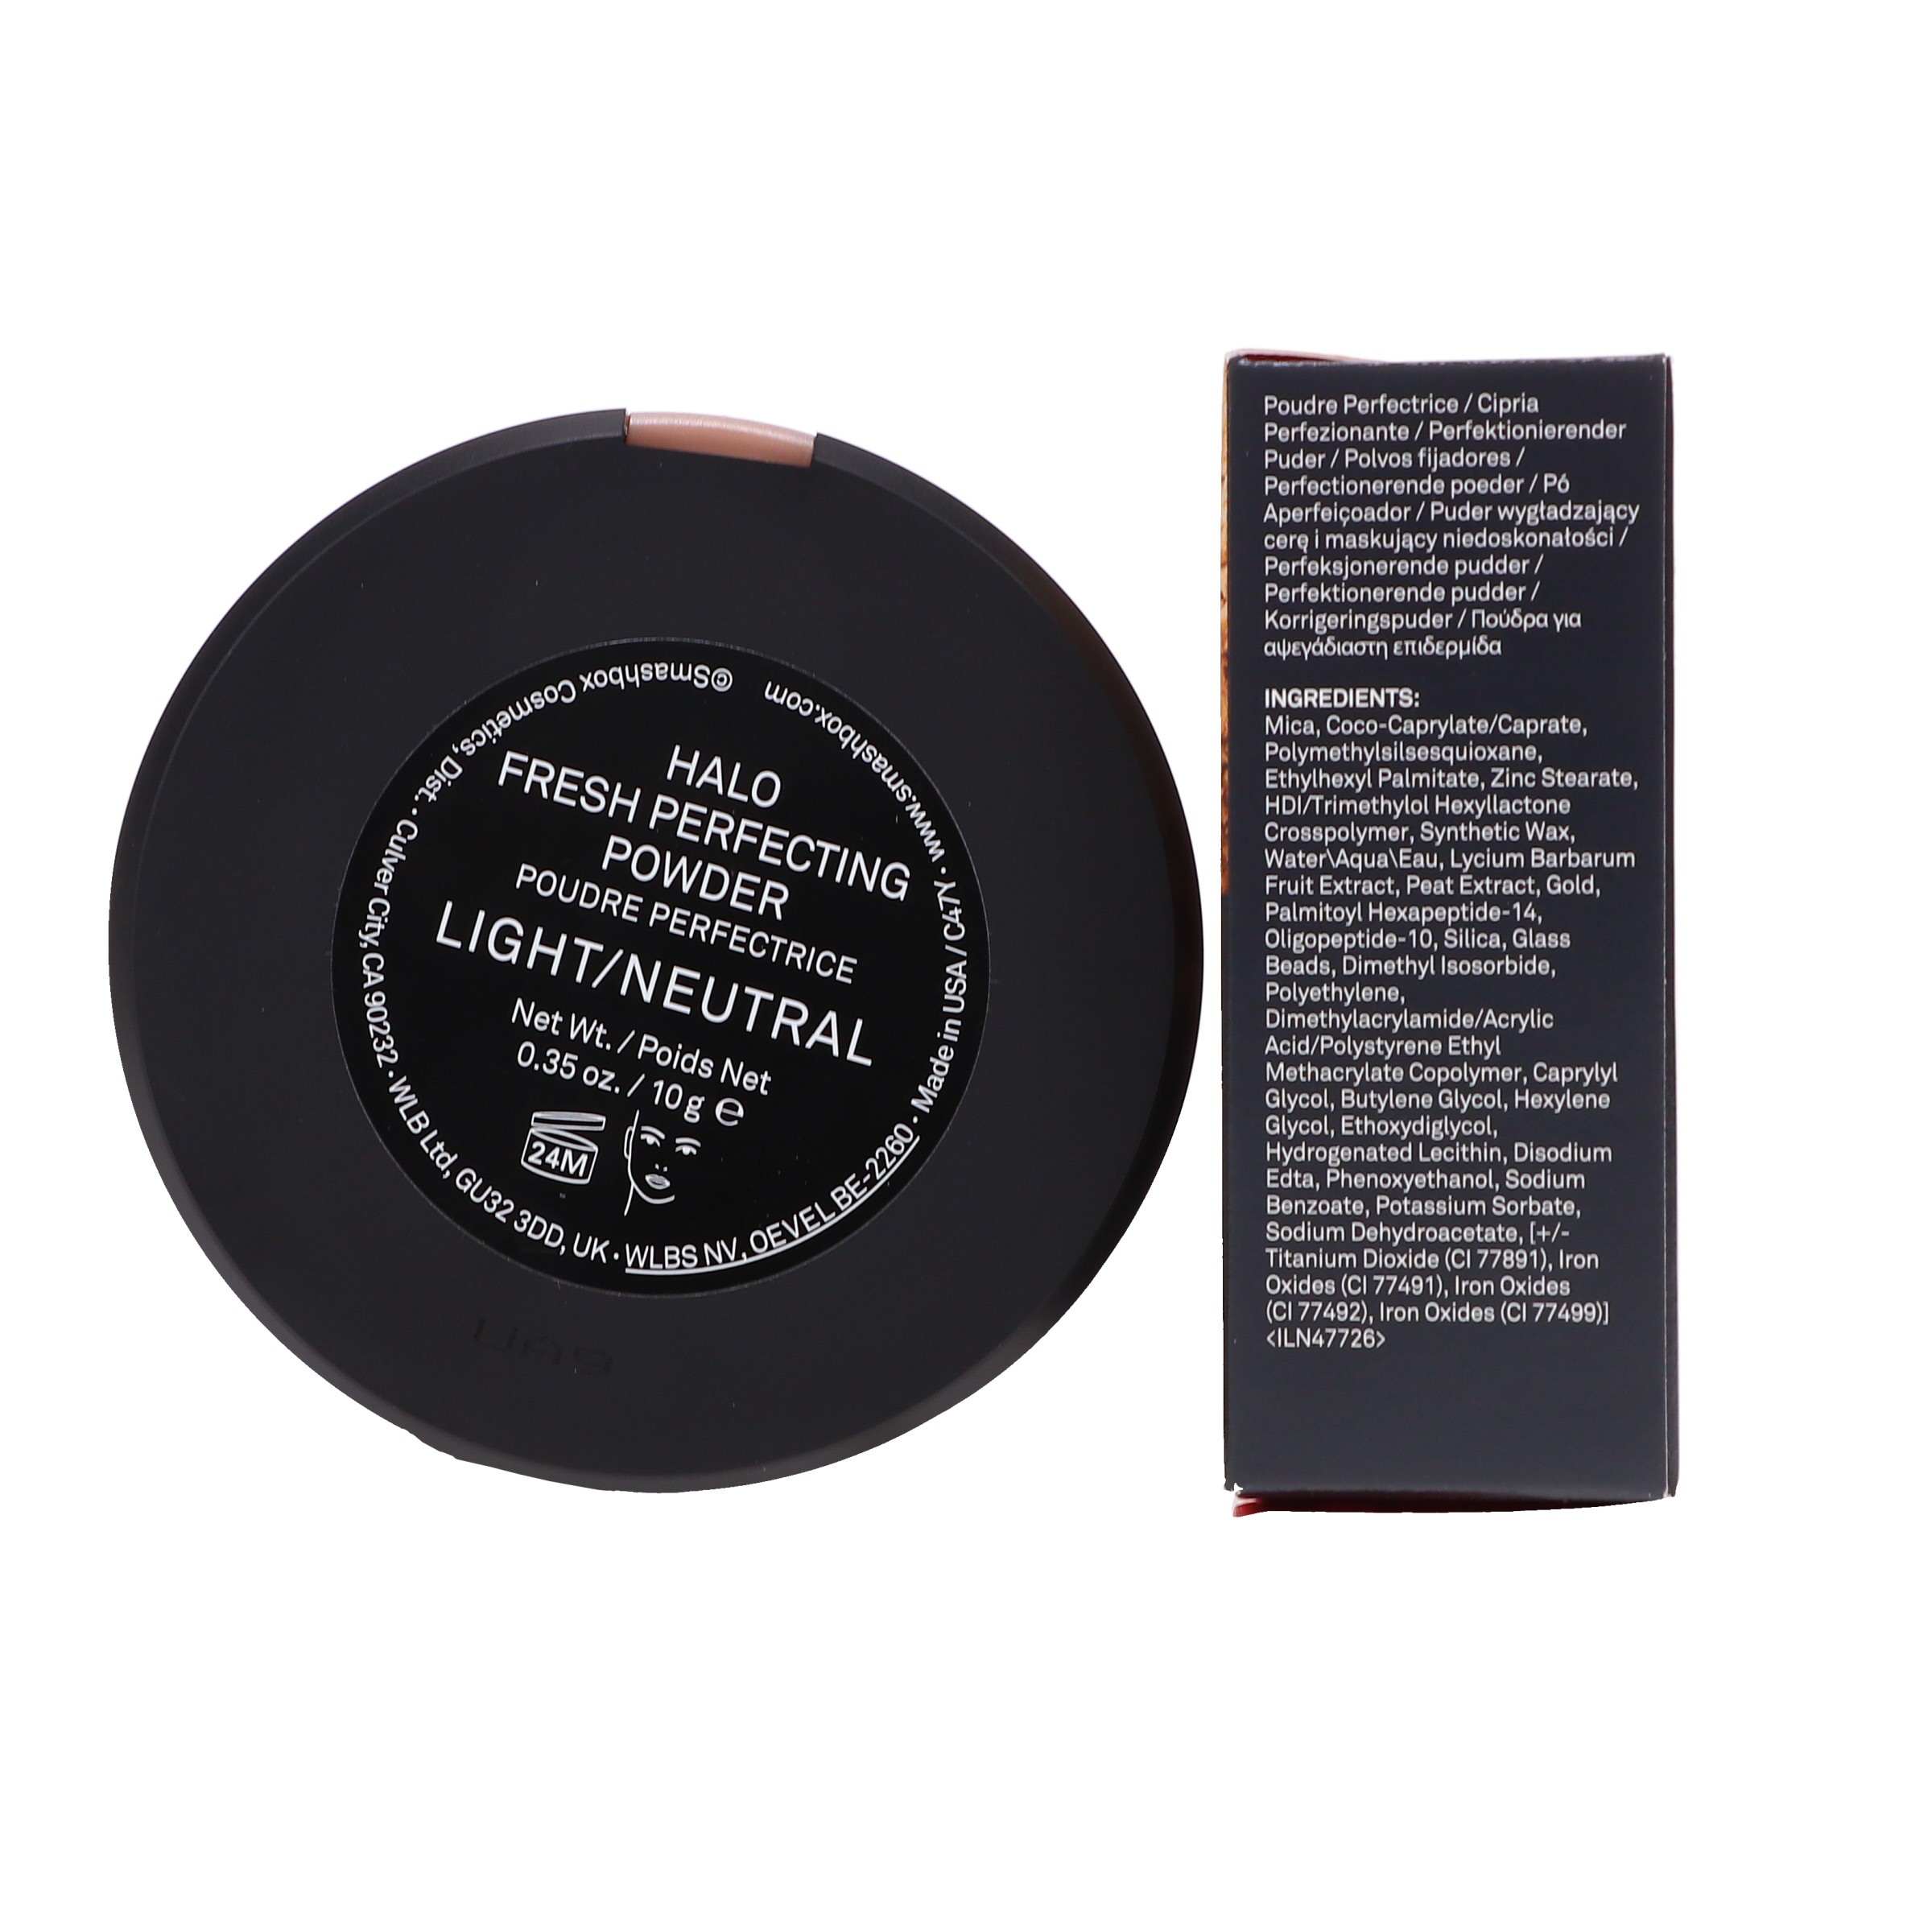 HALO
FRESH PERFECTING
POWDER
POUDRE PERFECTRICE
LIGHT/NEUTRAL
Net Wt. / Poids Net
0.35 oz. / 10 g ℮
24M
©Smashbox Cosmetics, Dist. • Culver City, CA 90232 • WLB Ltd, GU32 3DD, UK • WLBS NV, OEVEL BE-2260 • Made in USA / C47Y • www.smashbox.com
UA9
Poudre Perfectrice / Cipria
Perfezionante / Perfektionierender
Puder / Polvos fijadores /
Perfectionerende poeder / Pó
Aperfeiçoador / Puder wygładzający
cerę i maskujący niedoskonałości /
Perfeksjonerende pudder /
Perfektionerende pudder /
Korrigeringspuder / Πούδρα για
αψεγάδιαστη επιδερμίδα
INGREDIENTS:
Mica, Coco-Caprylate/Caprate,
Polymethylsilsesquioxane,
Ethylhexyl Palmitate, Zinc Stearate,
HDI/Trimethylol Hexyllactone
Crosspolymer, Synthetic Wax,
Water\Aqua\Eau, Lycium Barbarum
Fruit Extract, Peat Extract, Gold,
Palmitoyl Hexapeptide-14,
Oligopeptide-10, Silica, Glass
Beads, Dimethyl Isosorbide,
Polyethylene,
Dimethylacrylamide/Acrylic
Acid/Polystyrene Ethyl
Methacrylate Copolymer, Caprylyl
Glycol, Butylene Glycol, Hexylene
Glycol, Ethoxydiglycol,
Hydrogenated Lecithin, Disodium
Edta, Phenoxyethanol, Sodium
Benzoate, Potassium Sorbate,
Sodium Dehydroacetate, [+/-
Titanium Dioxide (CI 77891), Iron
Oxides (CI 77491), Iron Oxides
(CI 77492), Iron Oxides (CI 77499)]
<ILN47726>